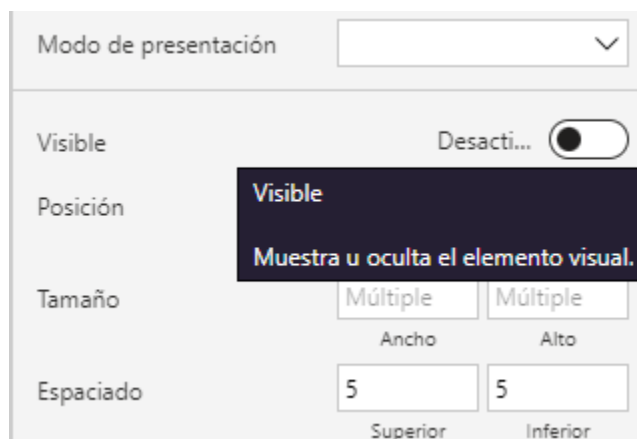 Modo de presentación
Visible Desacti...
Visible
Posición
Muestra u oculta el elemento visual.
Tamaño Múltiple Múltiple
Ancho Alto
Espaciado 5 5
Superior Inferior